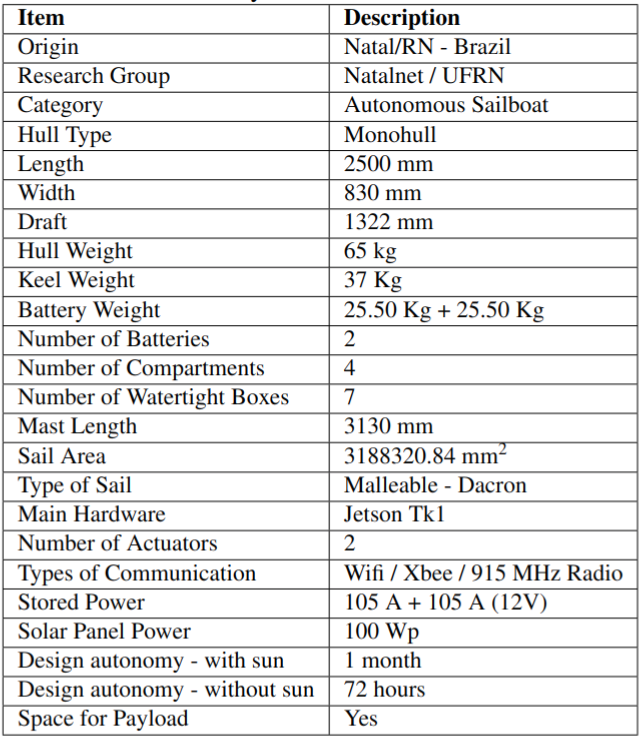 Item Description
Origin Natal/RN - Brazil
Research Group Natalnet / UFRN
Category Autonomous Sailboat
Hull Type Monohull
Length 2500 mm
Width 830 mm
Draft 1322 mm
Hull Weight 65 kg
Keel Weight 37 Kg
Battery Weight 25.50 Kg + 25.50 Kg
Number of Batteries 2
Number of Compartments 4
Number of Watertight Boxes 7
Mast Length 3130 mm
Sail Area 3188320.84 mm²
Type of Sail Malleable - Dacron
Main Hardware Jetson Tk1
Number of Actuators 2
Types of Communication Wifi / Xbee / 915 MHz Radio
Stored Power 105 A + 105 A (12V)
Solar Panel Power 100 Wp
Design autonomy - with sun 1 month
Design autonomy - without sun 72 hours
Space for Payload Yes